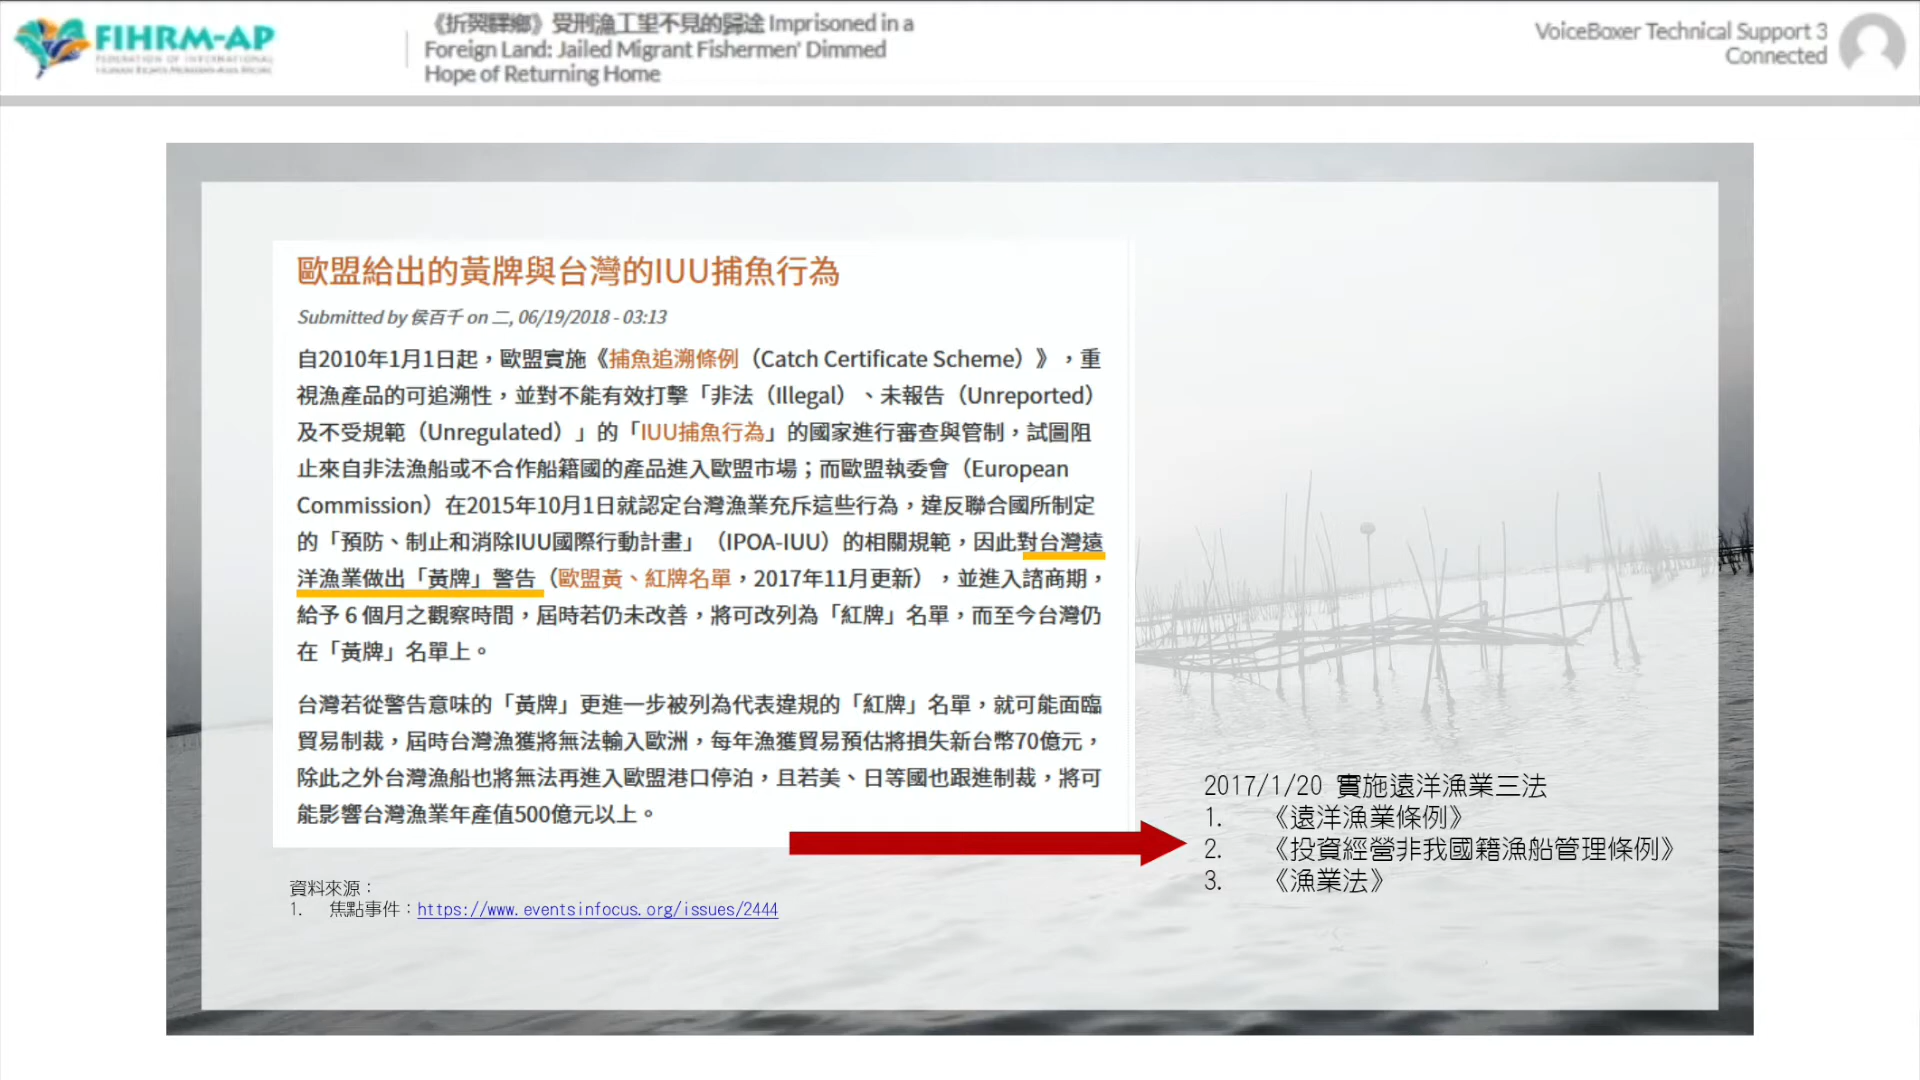 FIHRM-AP
FEDERATION OF INTERNATIONAL
HUMAN RIGHTS MUSEUMS-ASIA PACIFIC
受刑漁工望不見的歸途 Imprisoned in a
Foreign Land: Jailed Migrant Fishermen' Dimmed
Hope of Returning Home
VoiceBoxer Technical Support 3
Connected
歐盟給出的黃牌與台灣的IUU捕魚行為
Submitted by 侯百千 on 二, 06/19/2018 - 03:13
自2010年1月1日起，歐盟實施《捕魚追溯條例（Catch Certificate Scheme）》，重
視漁產品的可追溯性，並對不能有效打擊「非法（Illegal）、未報告（Unreported）
及不受規範（Unregulated）」的「IUU捕魚行為」的國家進行審查與管制，試圖阻
止來自非法漁船或不合作船籍國的產品進入歐盟市場；而歐盟執委會（European
Commission）在2015年10月1日就認定台灣漁業充斥這些行為，違反聯合國所制定
的「預防、制止和消除IUU國際行動計畫」（IPOA-IUU）的相關規範，因此對台灣遠
洋漁業做出「黃牌」警告（歐盟黃、紅牌名單，2017年11月更新），並進入諮商期，
給予 6 個月之觀察時間，屆時若仍未改善，將可改列為「紅牌」名單，而至今台灣仍
在「黃牌」名單上。
台灣若從警告意味的「黃牌」更進一步被列為代表違規的「紅牌」名單，就可能面臨
貿易制裁，屆時台灣漁獲將無法輸入歐洲，每年漁獲貿易預估將損失新台幣70億元，
除此之外台灣漁船也將無法再進入歐盟港口停泊，且若美、日等國也跟進制裁，將可
能影響台灣漁業年產值500億元以上。
2017/1/20 實施遠洋漁業三法
1. 《遠洋漁業條例》
2. 《投資經營非我國籍漁船管理條例》
3. 《漁業法》
資料來源：
1. 焦點事件：https://www.eventsinfocus.org/issues/2444